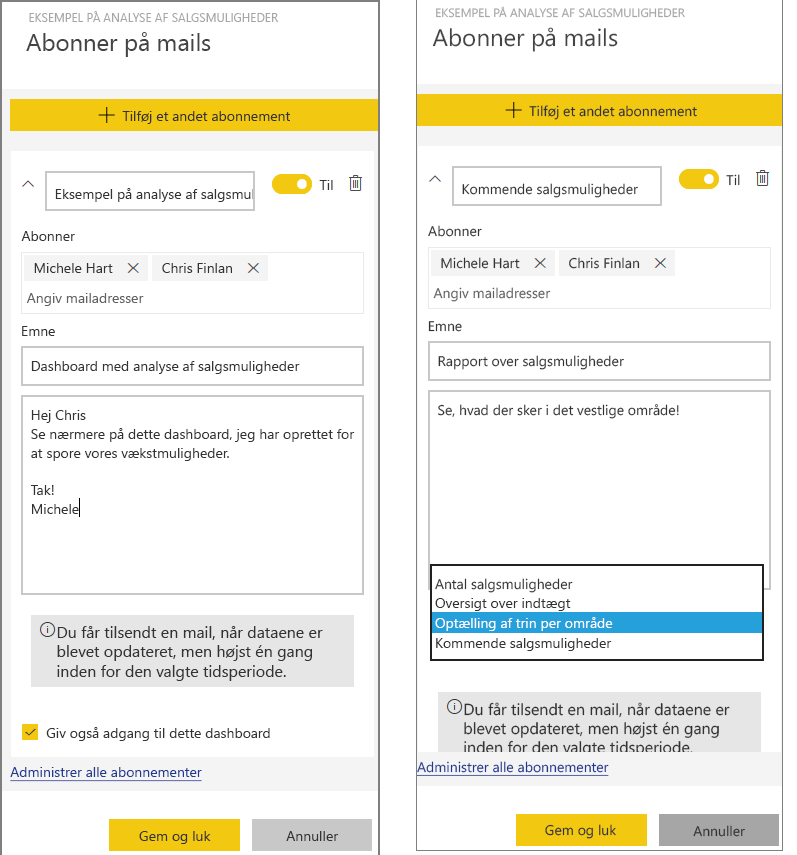 EKSEMPEL PÅ ANALYSE AF SALGSMULIGHEDER
Abonner på mails
Tilføj et andet abonnement
Eksempel på analyse af salgsmul
Til
Abonner
Michele Hart
Chris Finlan
Angiv mailadresser
Emne
Dashboard med analyse af salgsmuligheder
Hej Chris
Se nærmere på dette dashboard, jeg har oprettet for
at spore vores vækstmuligheder.
Tak!
Michele
Du får tilsendt en mail, når dataene er
blevet opdateret, men højst én gang
inden for den valgte tidsperiode.
Giv også adgang til dette dashboard
Administrer alle abonnementer
Gem og luk
Annuller
EKSEMPEL PÅ ANALYSE AF SALGSMULIGHEDER
Abonner på mails
Tilføj et andet abonnement
Kommende salgsmuligheder
Til
Abonner
Michele Hart
Chris Finlan
Angiv mailadresser
Emne
Rapport over salgsmuligheder
Se, hvad der sker i det vestlige område!
Antal salgsmuligheder
Oversigt over indtægt
Optælling af trin per område
Kommende salgsmuligheder
Du får tilsendt en mail, når dataene er
blevet opdateret, men højst én gang
inden for den valgte tidsperiode.
Administrer alle abonnementer
Gem og luk
Annuller